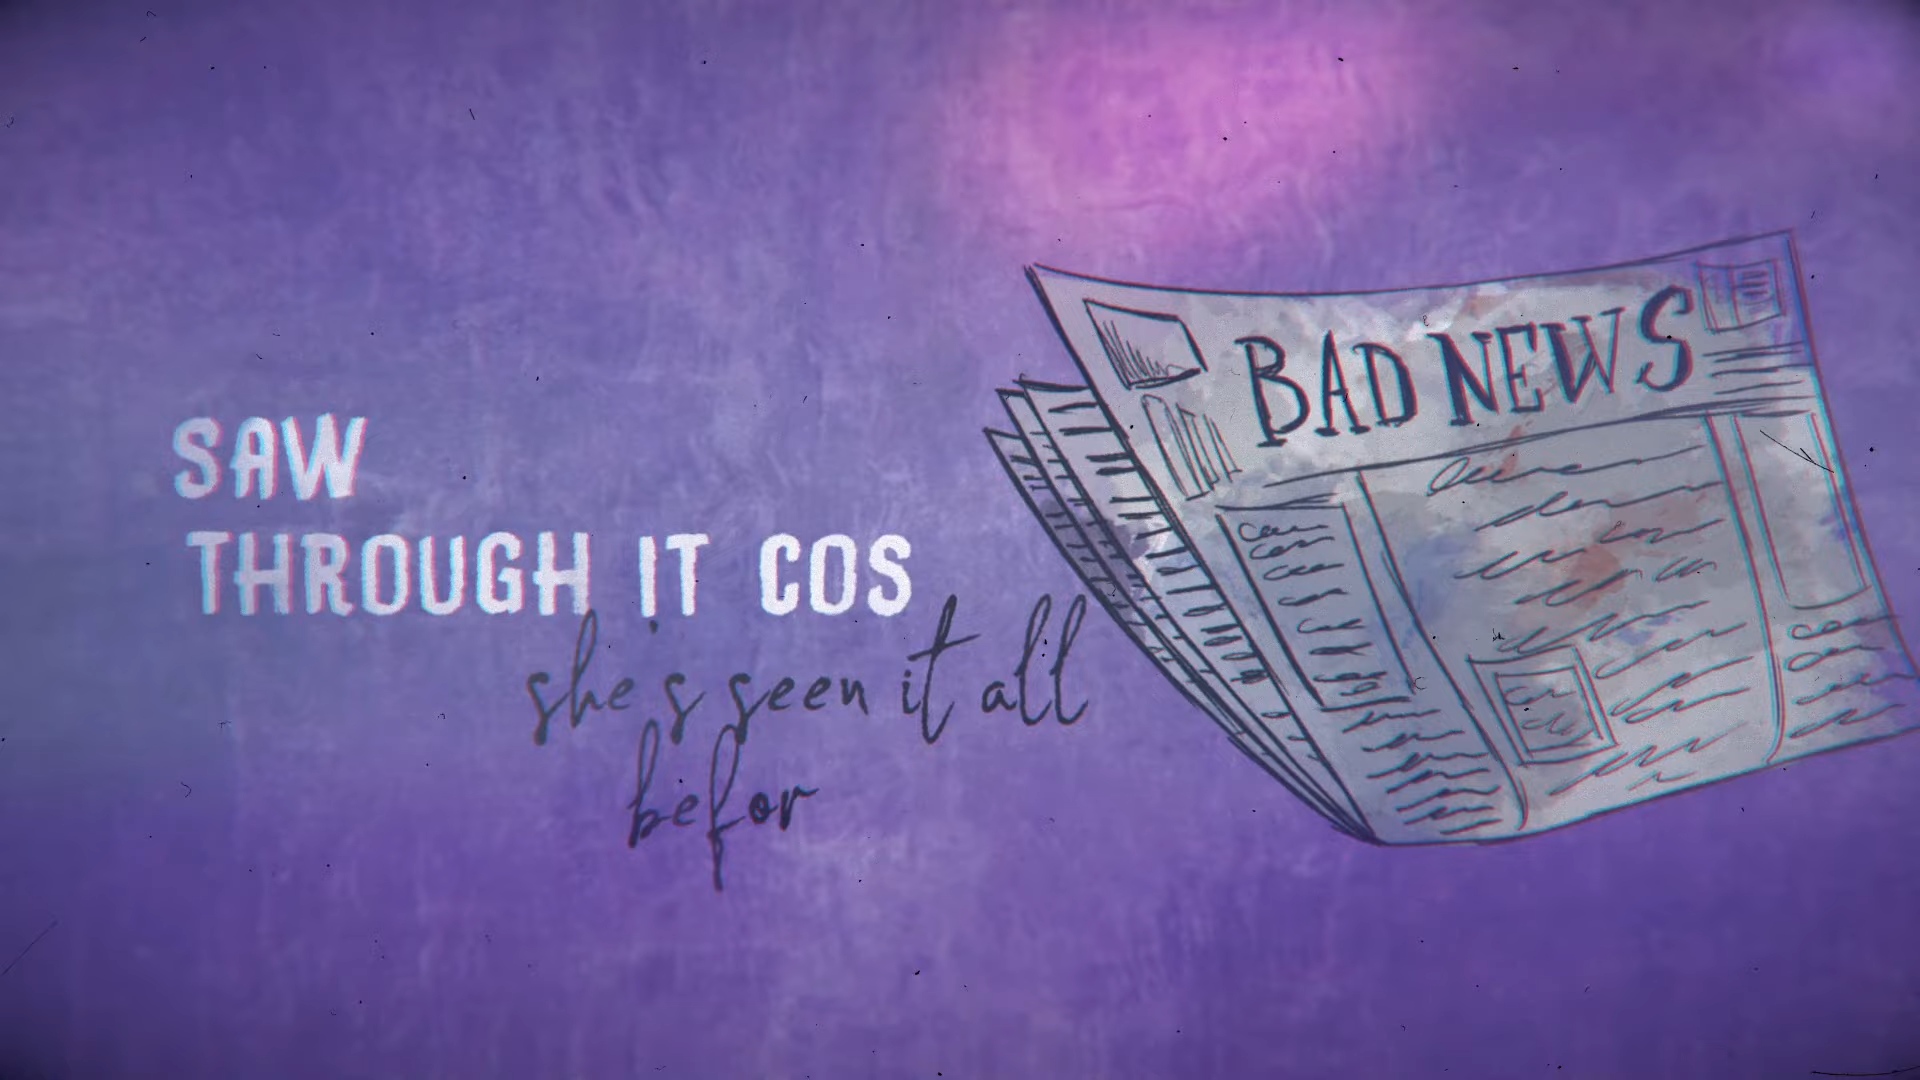 SAW
THROUGH IT COS
she's seen it all
befor
BAD NEWS